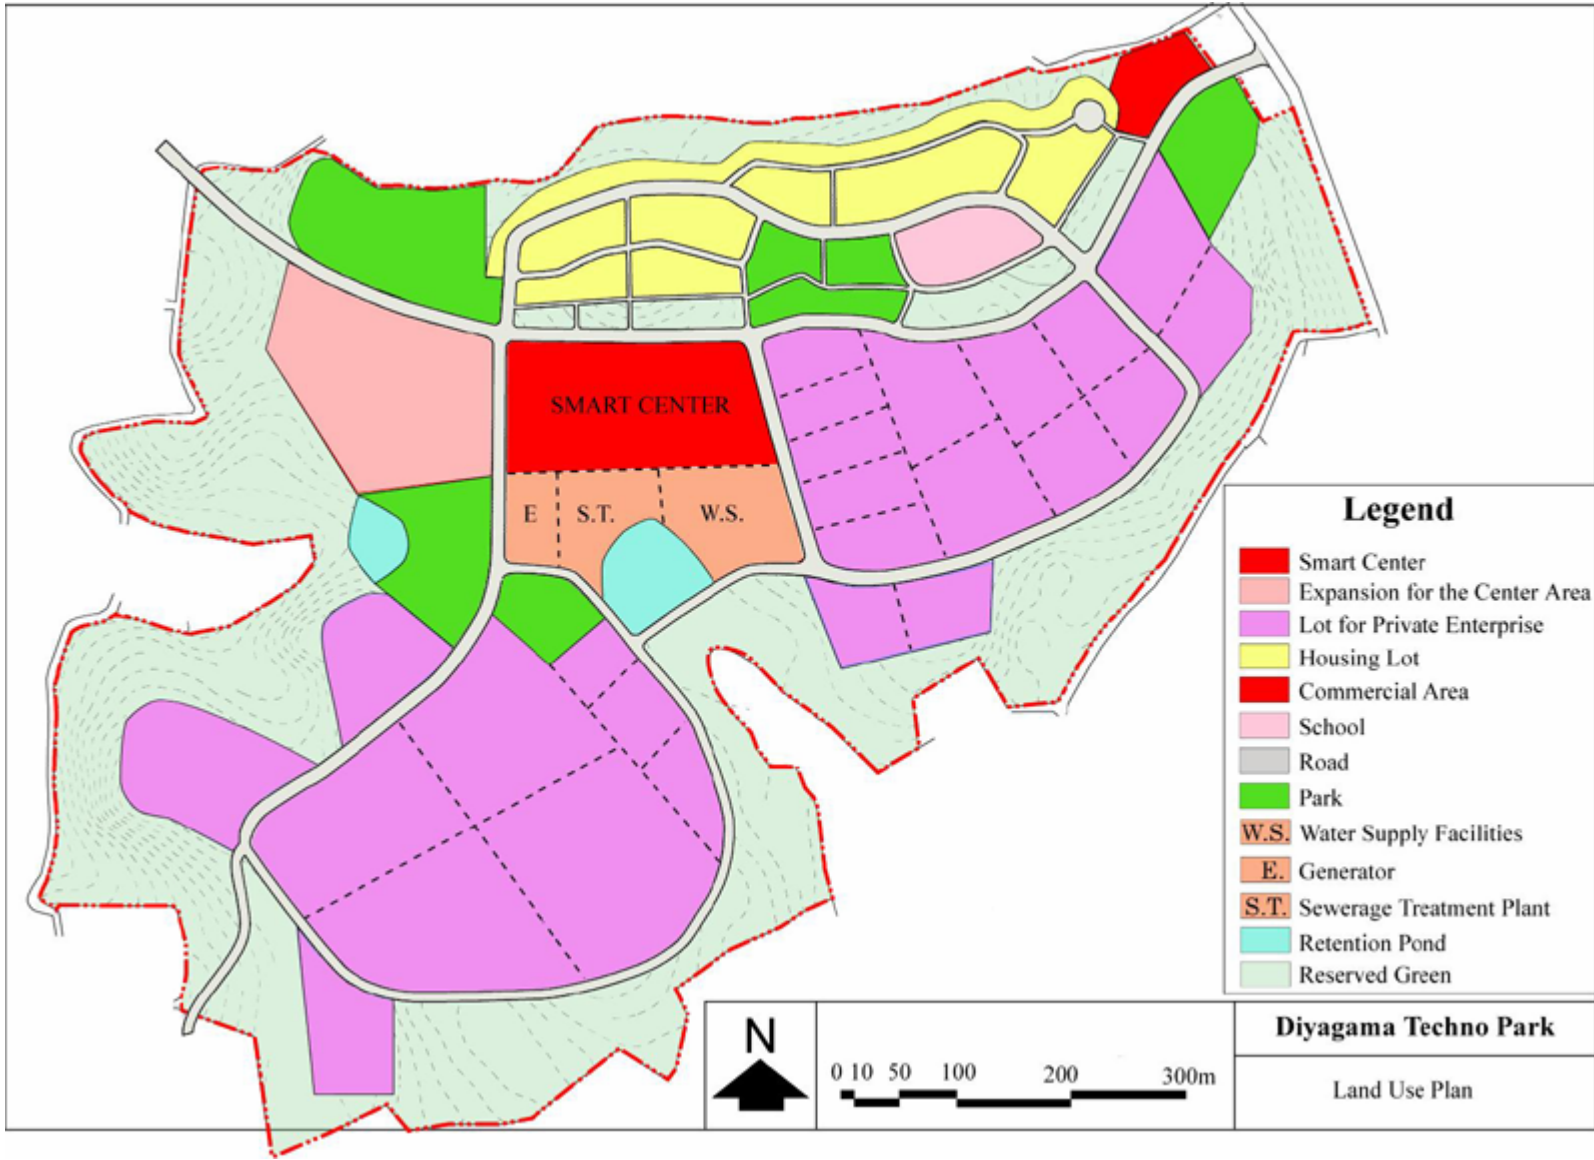 SMART CENTER
E
S.T.
W.S.
Legend
Smart Center
Expansion for the Center Area
Lot for Private Enterprise
Housing Lot
Commercial Area
School
Road
Park
W.S. Water Supply Facilities
E. Generator
S.T. Sewerage Treatment Plant
Retention Pond
Reserved Green
N
0 10 50 100 200 300m
Diyagama Techno Park
Land Use Plan